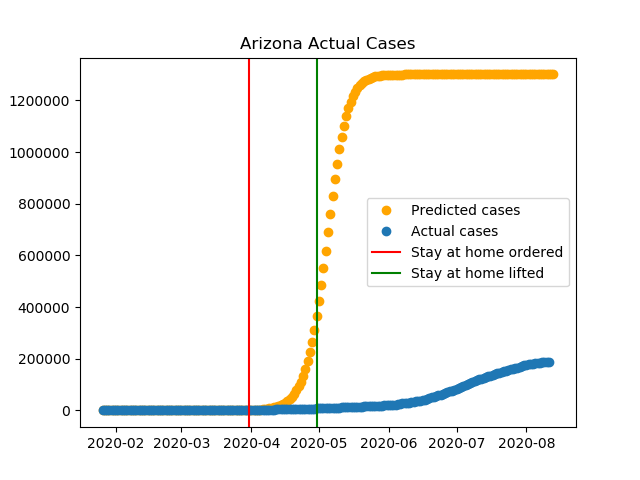 Arizona Actual Cases
1200000
1000000
800000
600000
400000
200000
0
Predicted cases
Actual cases
Stay at home ordered
Stay at home lifted
2020-02 2020-03 2020-04 2020-05 2020-06 2020-07 2020-08